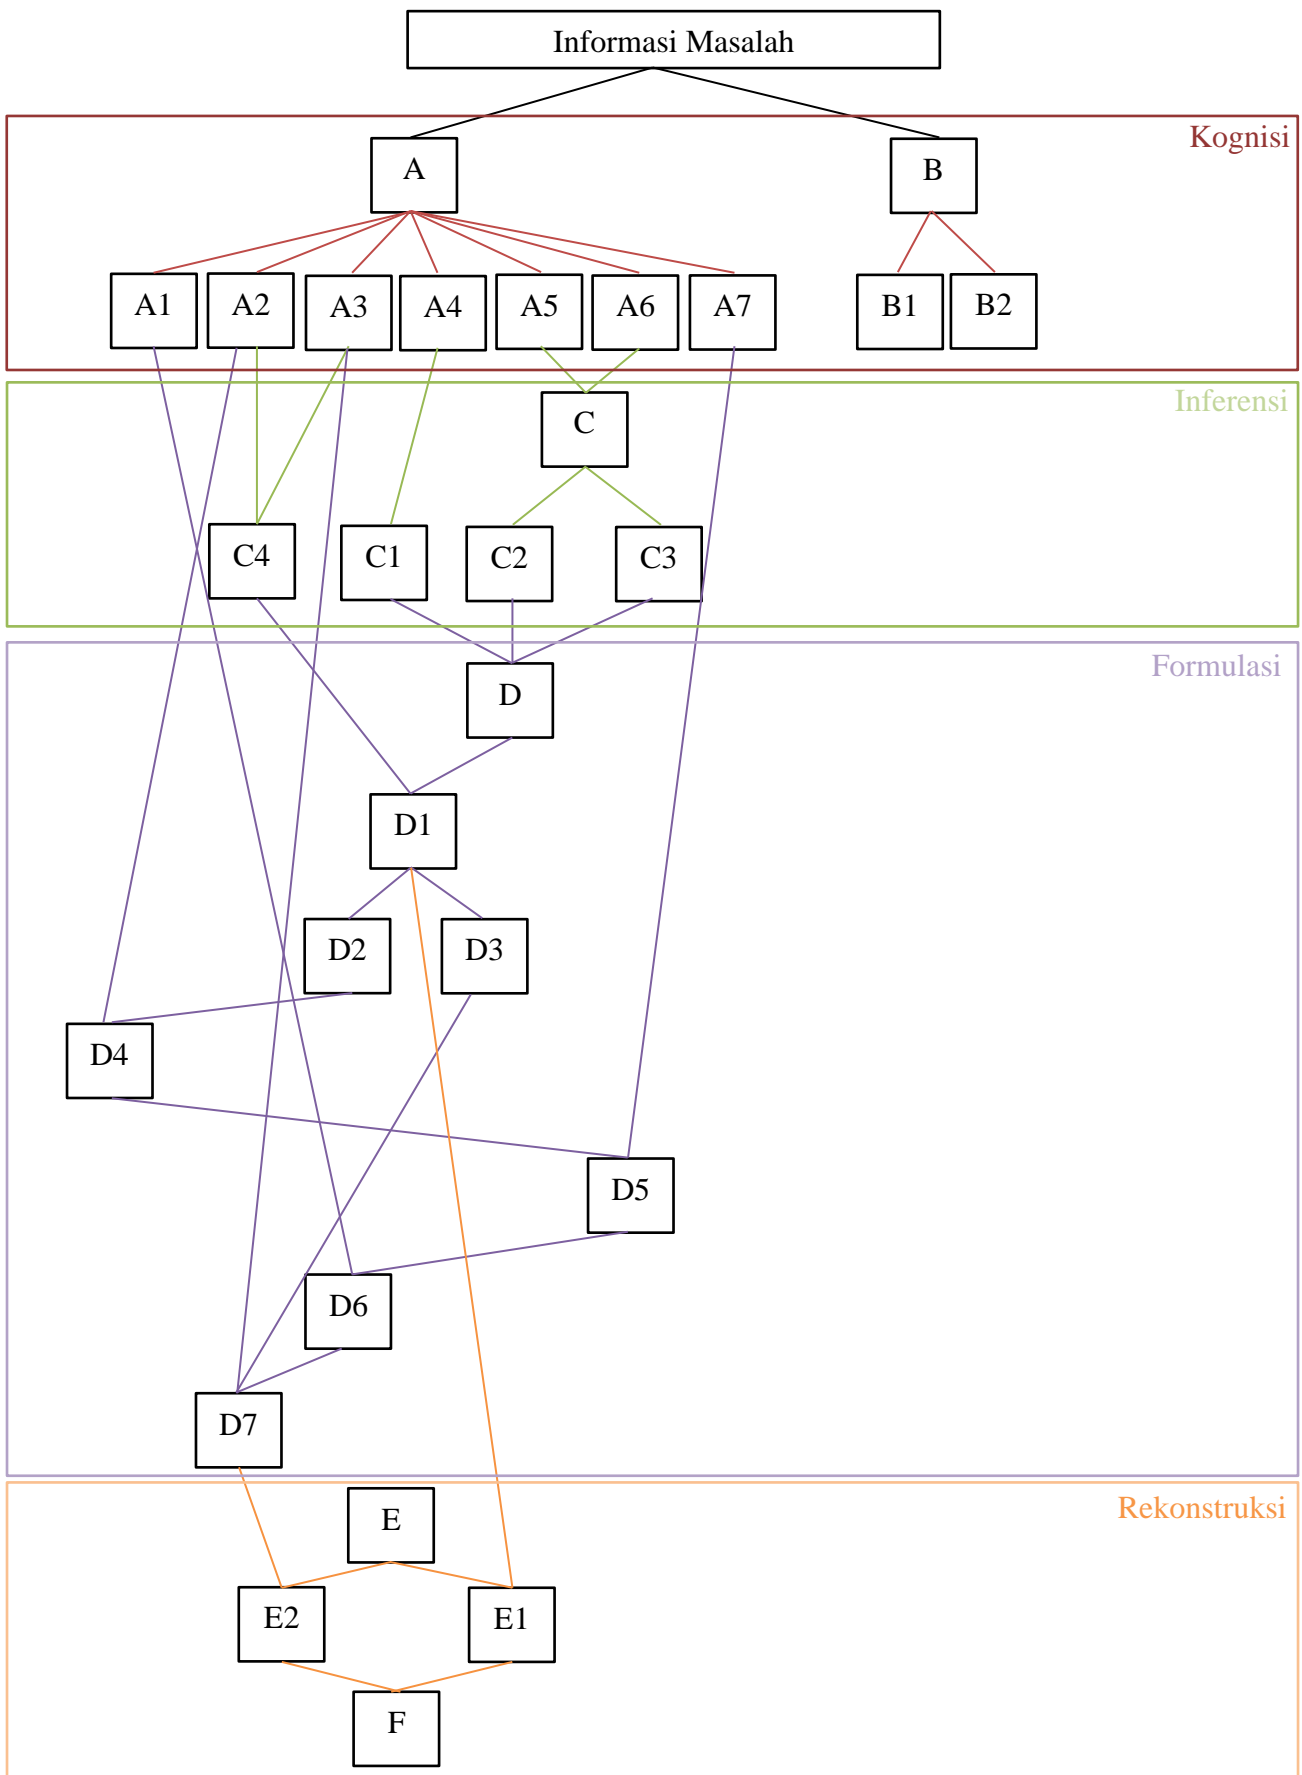 Informasi Masalah
Kognisi
A
B
A1
A2
A3
A4
A5
A6
A7
B1
B2
Inferensi
C
C4
C1
C2
C3
Formulasi
D
D1
D2
D3
D4
D5
D6
D7
Rekonstruksi
E
E2
E1
F